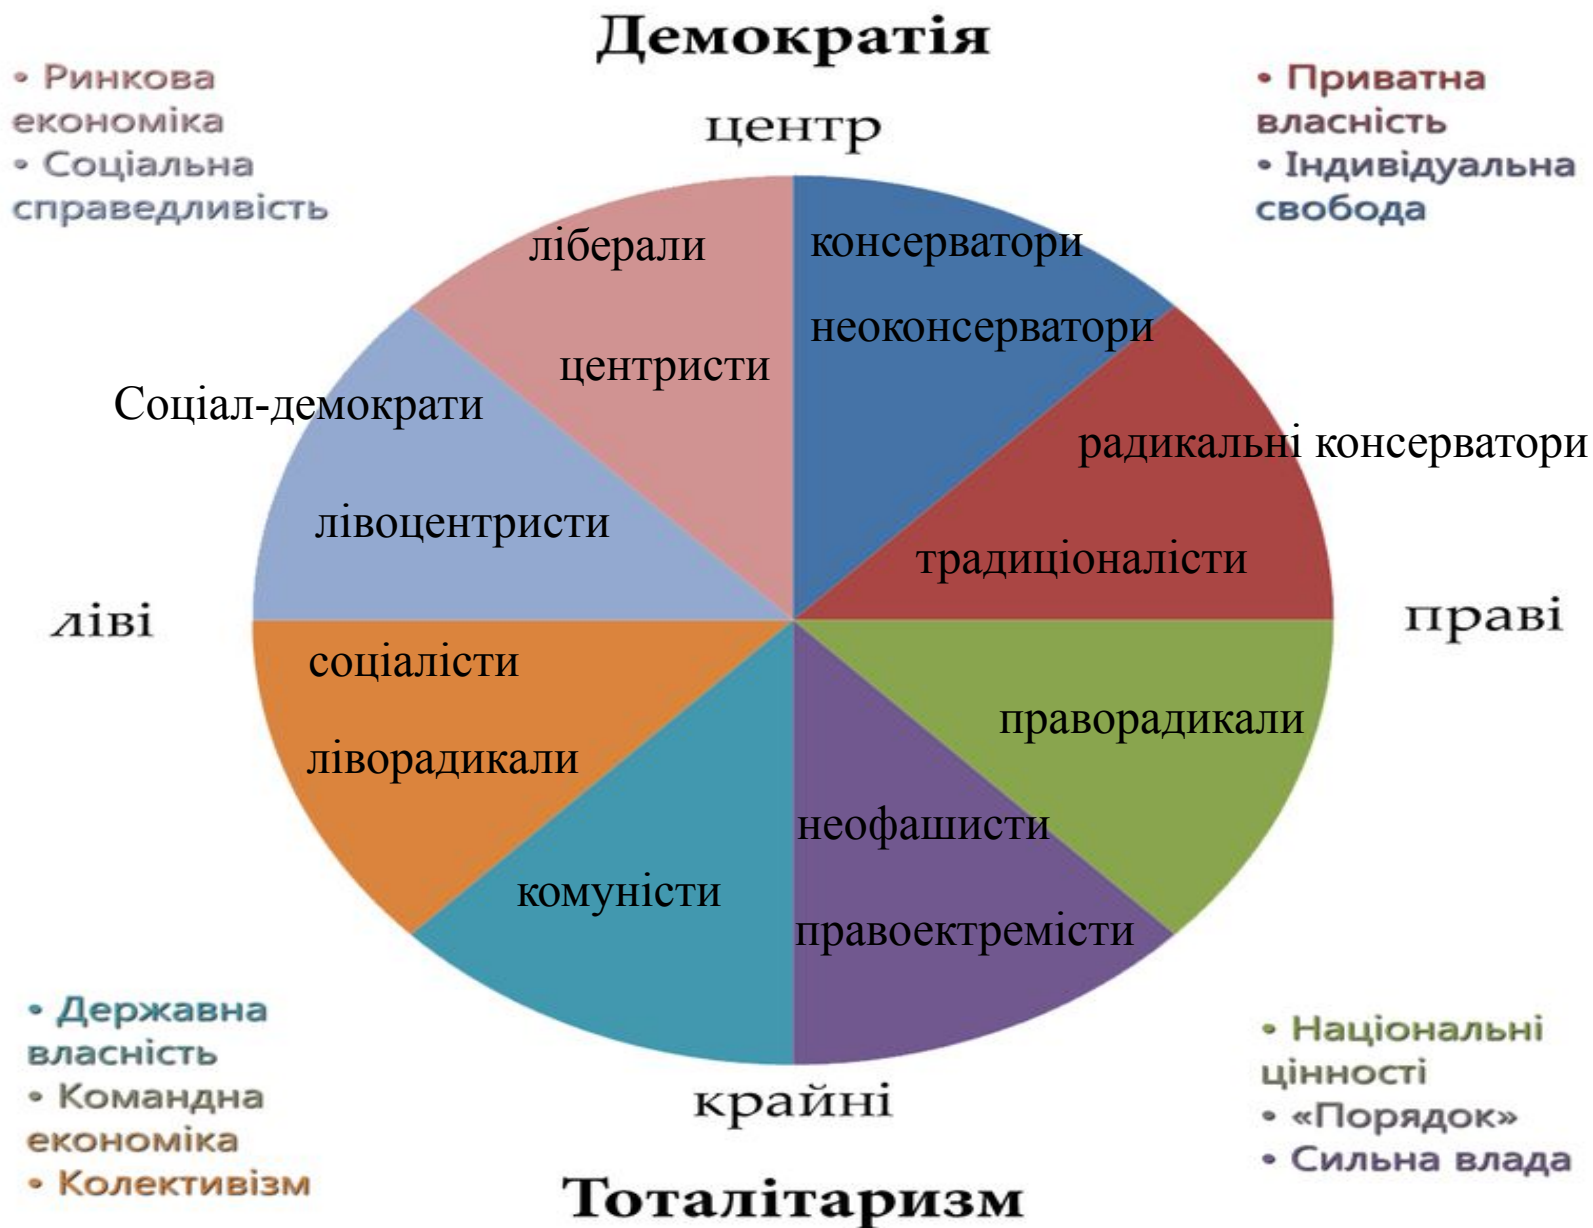 Демократія
• Ринкова
економіка
• Соціальна
справедливість
центр
• Приватна
власність
• Індивідуальна
свобода
ліберали
консерватори
неоконсерватори
центристи
Соціал-демократи
радикальні консерватори
лівоцентристи
традиціоналісти
ліві
праві
соціалісти
праворадикали
ліворадикали
неофашисти
комуністи
правоектремісти
• Державна
власність
• Командна
економіка
• Колективізм
крайні
• Національні
цінності
• «Порядок»
• Сильна влада
Тоталітаризм